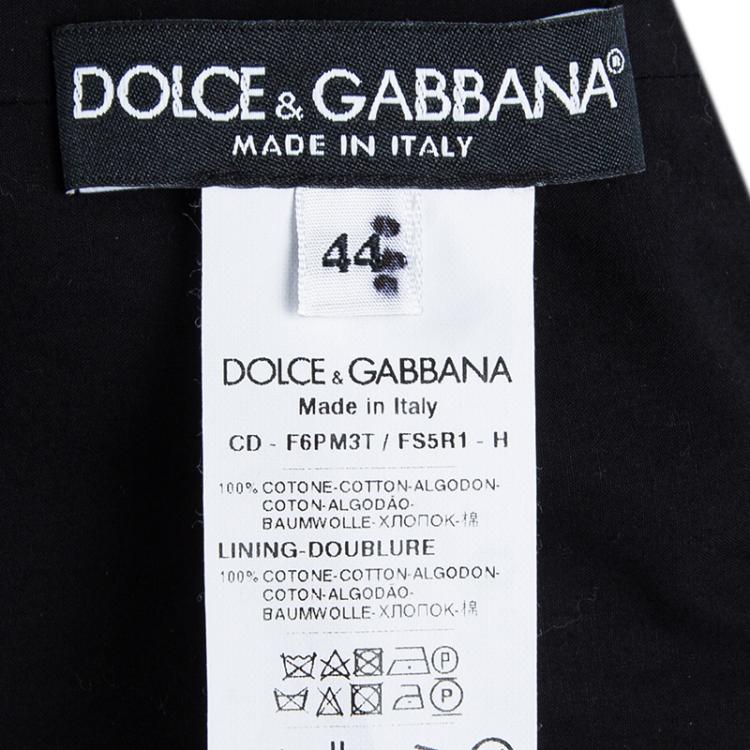 DOLCE & GABBANA®
MADE IN ITALY
44
DOLCE & GABBANA
Made in Italy
CD - F6PM3T / FS5R1 - H
100% COTONE-COTTON-ALGODON-
COTON-ALGODÃO-
BAUMWOLLE-ХЛОПОК-棉
LINING-DOUBLURE
100% COTONE-COTTON-ALGODON-
COTON-ALGODÃO-
BAUMWOLLE-ХЛОПОК-棉
P
P